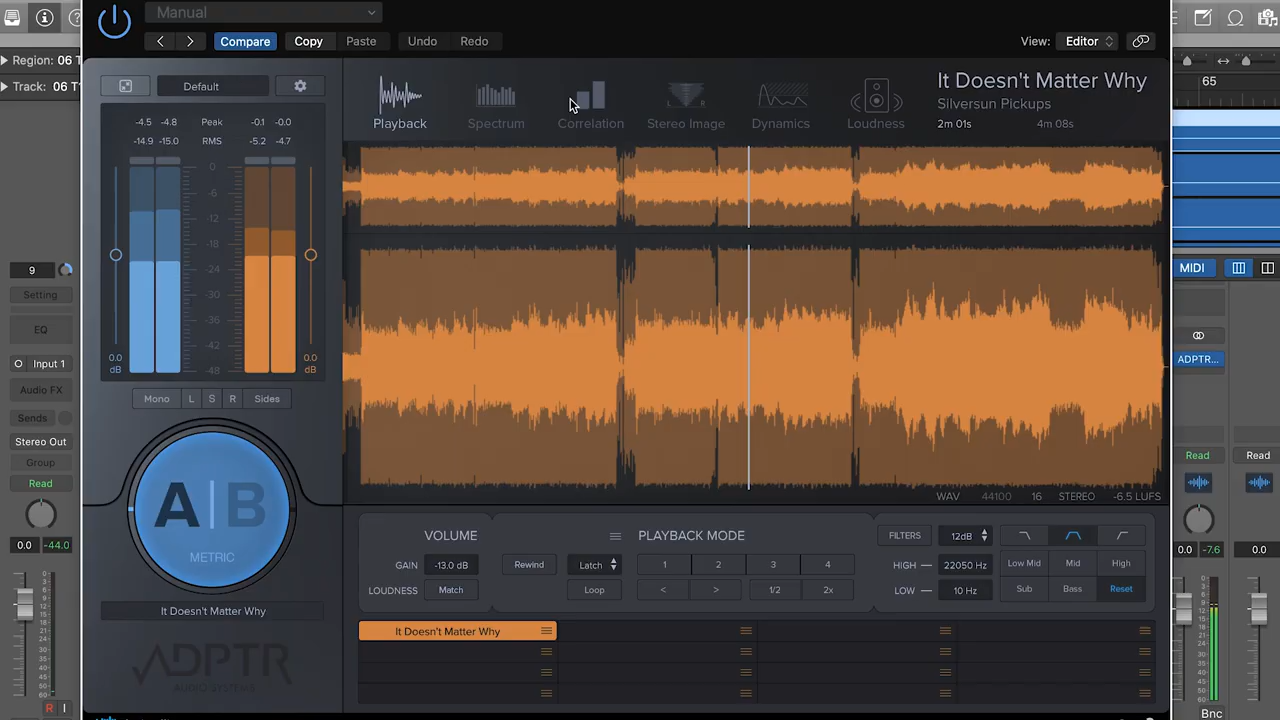 Manual
Compare Copy Paste Undo Redo View: Editor
Region: 06 T
Track: 06 T
Default
-4.5 -4.8 Peak -0.1 -0.0
-14.9 -15.0 RMS -5.2 -4.7
0
-6
-12
-18
-24
-30
-36
-42
-48
0.0 dB
0.0 dB
Mono L S R Sides
A|B
METRIC
It Doesn't Matter Why
ADPTR
AUDIO SYSTEMS
Playback Spectrum Correlation Stereo Image Dynamics Loudness
It Doesn't Matter Why
Silversun Pickups
2m 01s 4m 08s
WAV 44100 16 STEREO -6.5 LUFS
VOLUME
GAIN -13.0 dB
LOUDNESS Match
PLAYBACK MODE
Rewind Latch 1 2 3 4
Loop < > 1/2 2x
FILTERS 12dB
HIGH 22050 Hz Low Mid Mid High
LOW 10 Hz Sub Bass Reset
It Doesn't Matter Why
9
Setting
EQ
Input 1
Audio FX
Sends
Stereo Out
Group
Read
0.0 -44.0
R I
65
MIDI
ADPTR...
Read Read
0.0 -7.6 0.0
Bnc